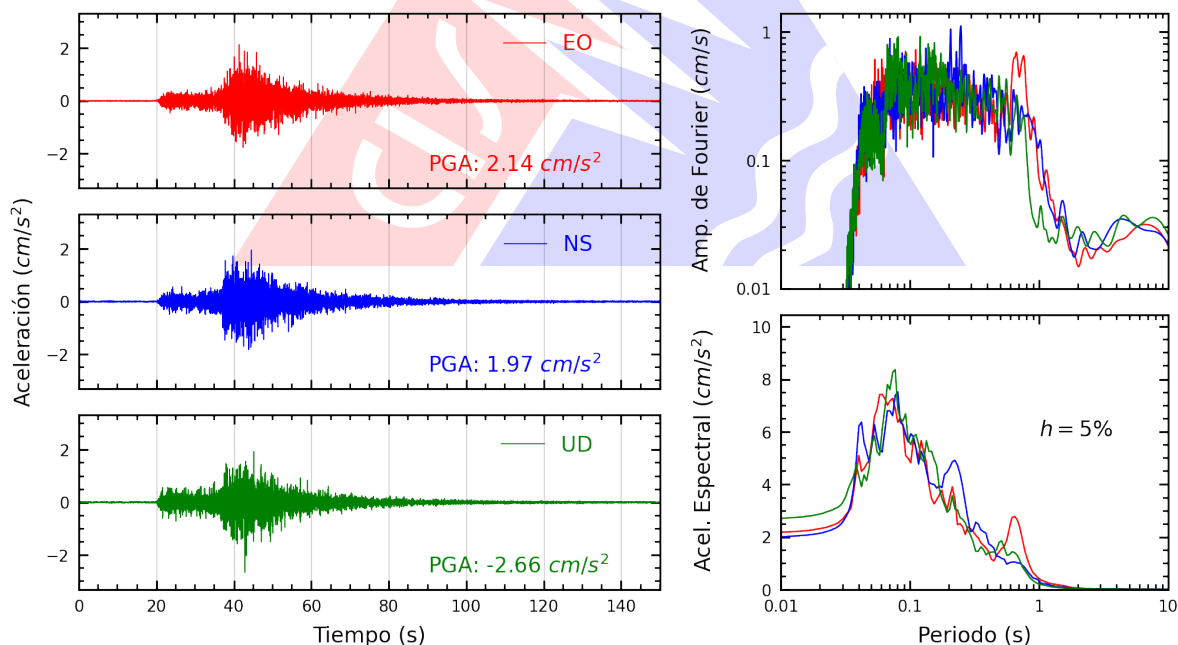 Aceleración (cm/s²)
2
0
−2
EO
PGA: 2.14 cm/s²
2
0
−2
NS
PGA: 1.97 cm/s²
2
0
−2
UD
PGA: -2.66 cm/s²
0 20 40 60 80 100 120 140
Tiempo (s)
Amp. de Fourier (cm/s)
1
0.1
0.01
Acel. Espectral (cm/s²)
10
8
6
4
2
0
h = 5%
0.01 0.1 1 10
Periodo (s)